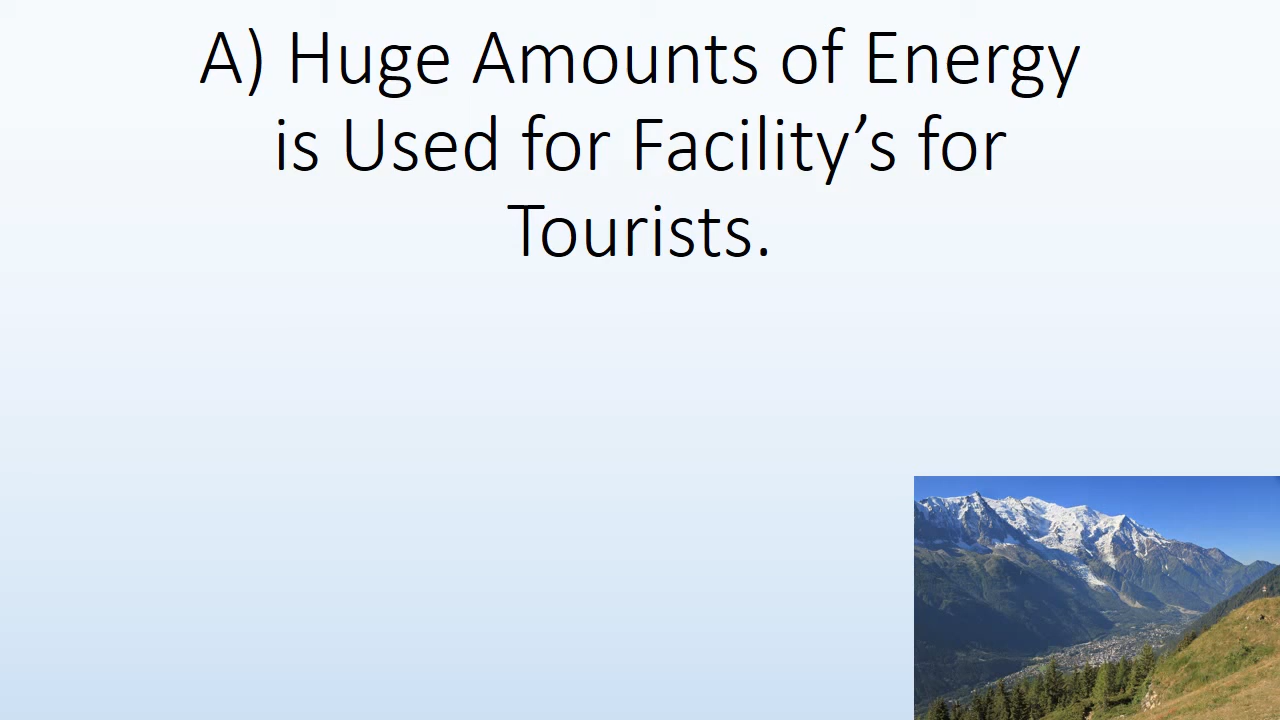 A) Huge Amounts of Energy
is Used for Facility’s for
Tourists.